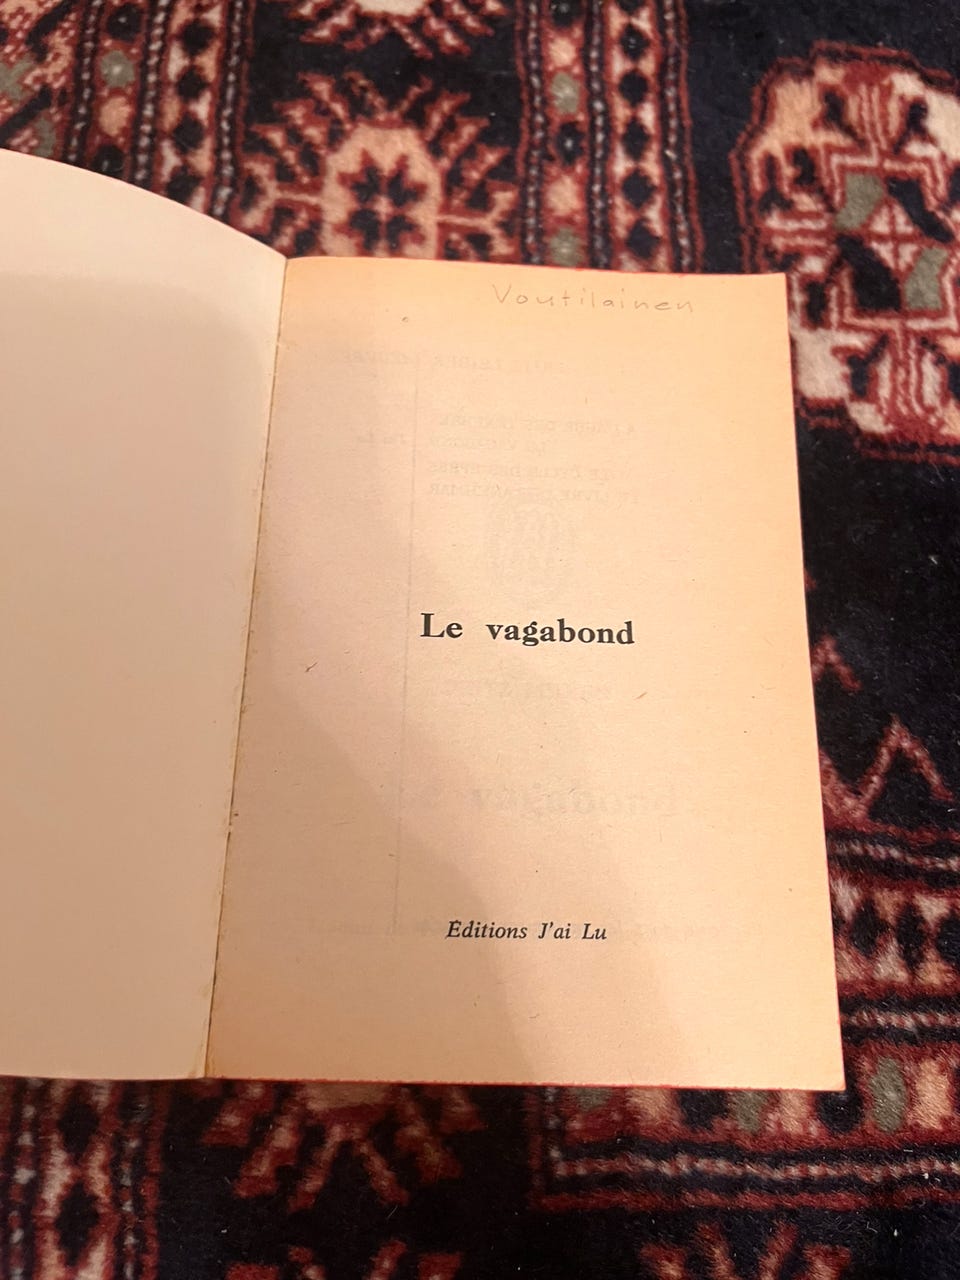 Voutilainen
Le vagabond
Éditions J'ai Lu